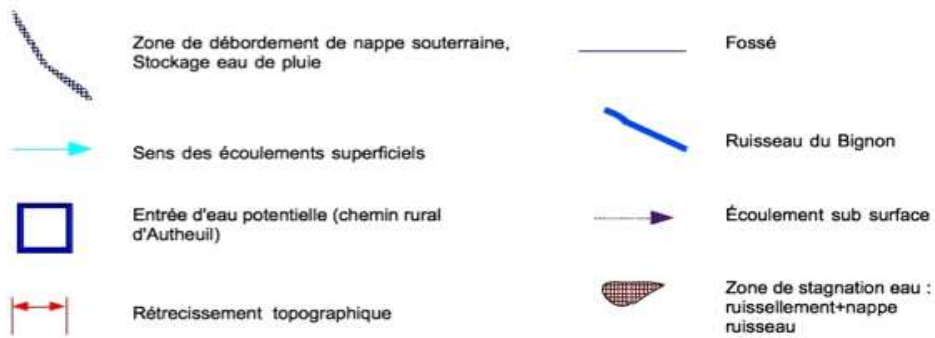 Zone de débordement de nappe souterraine,
Stockage eau de pluie
Sens des écoulements superficiels
Entrée d'eau potentielle (chemin rural
d'Autheuil)
Rétrecissement topographique
Fossé
Ruisseau du Bignon
Écoulement sub surface
Zone de stagnation eau :
ruissellement+nappe
ruisseau